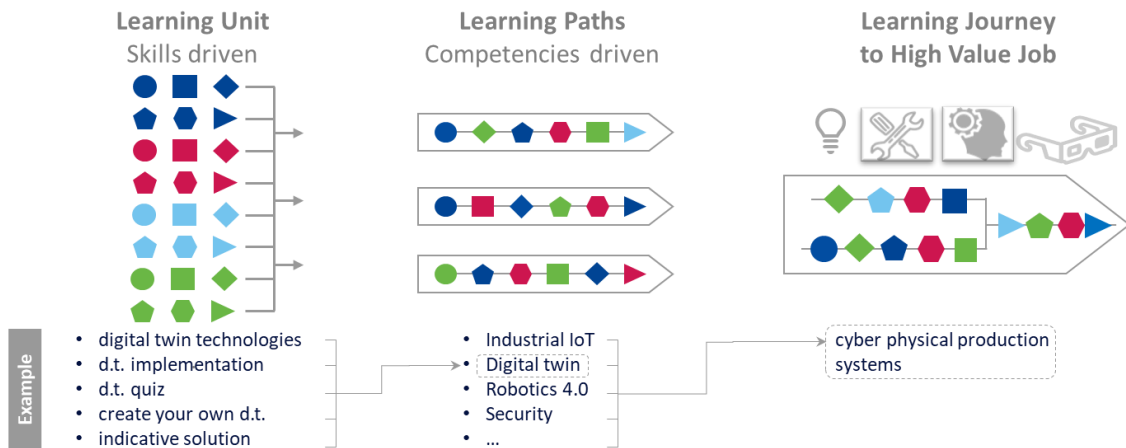 Learning Unit
Skills driven
Learning Paths
Competencies driven
Learning Journey
to High Value Job
Example
• digital twin technologies
• d.t. implementation
• d.t. quiz
• create your own d.t.
• indicative solution
• Industrial IoT
• Digital twin
• Robotics 4.0
• Security
• ...
cyber physical production
systems